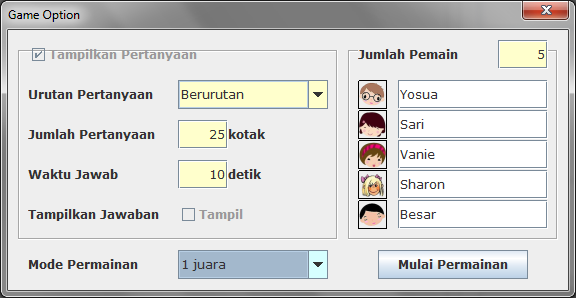 Game Option
Tampilkan Pertanyaan
Urutan Pertanyaan Berurutan
Jumlah Pertanyaan 25 kotak
Waktu Jawab 10 detik
Tampilkan Jawaban Tampil
Mode Permainan 1 juara
Jumlah Pemain 5
Yosua
Sari
Vanie
Sharon
Besar
Mulai Permainan